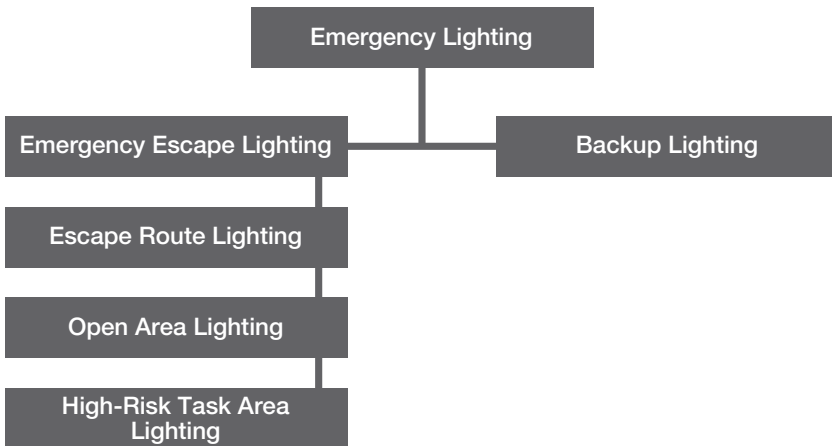 Emergency Lighting
Emergency Escape Lighting
Backup Lighting
Escape Route Lighting
Open Area Lighting
High-Risk Task Area
Lighting